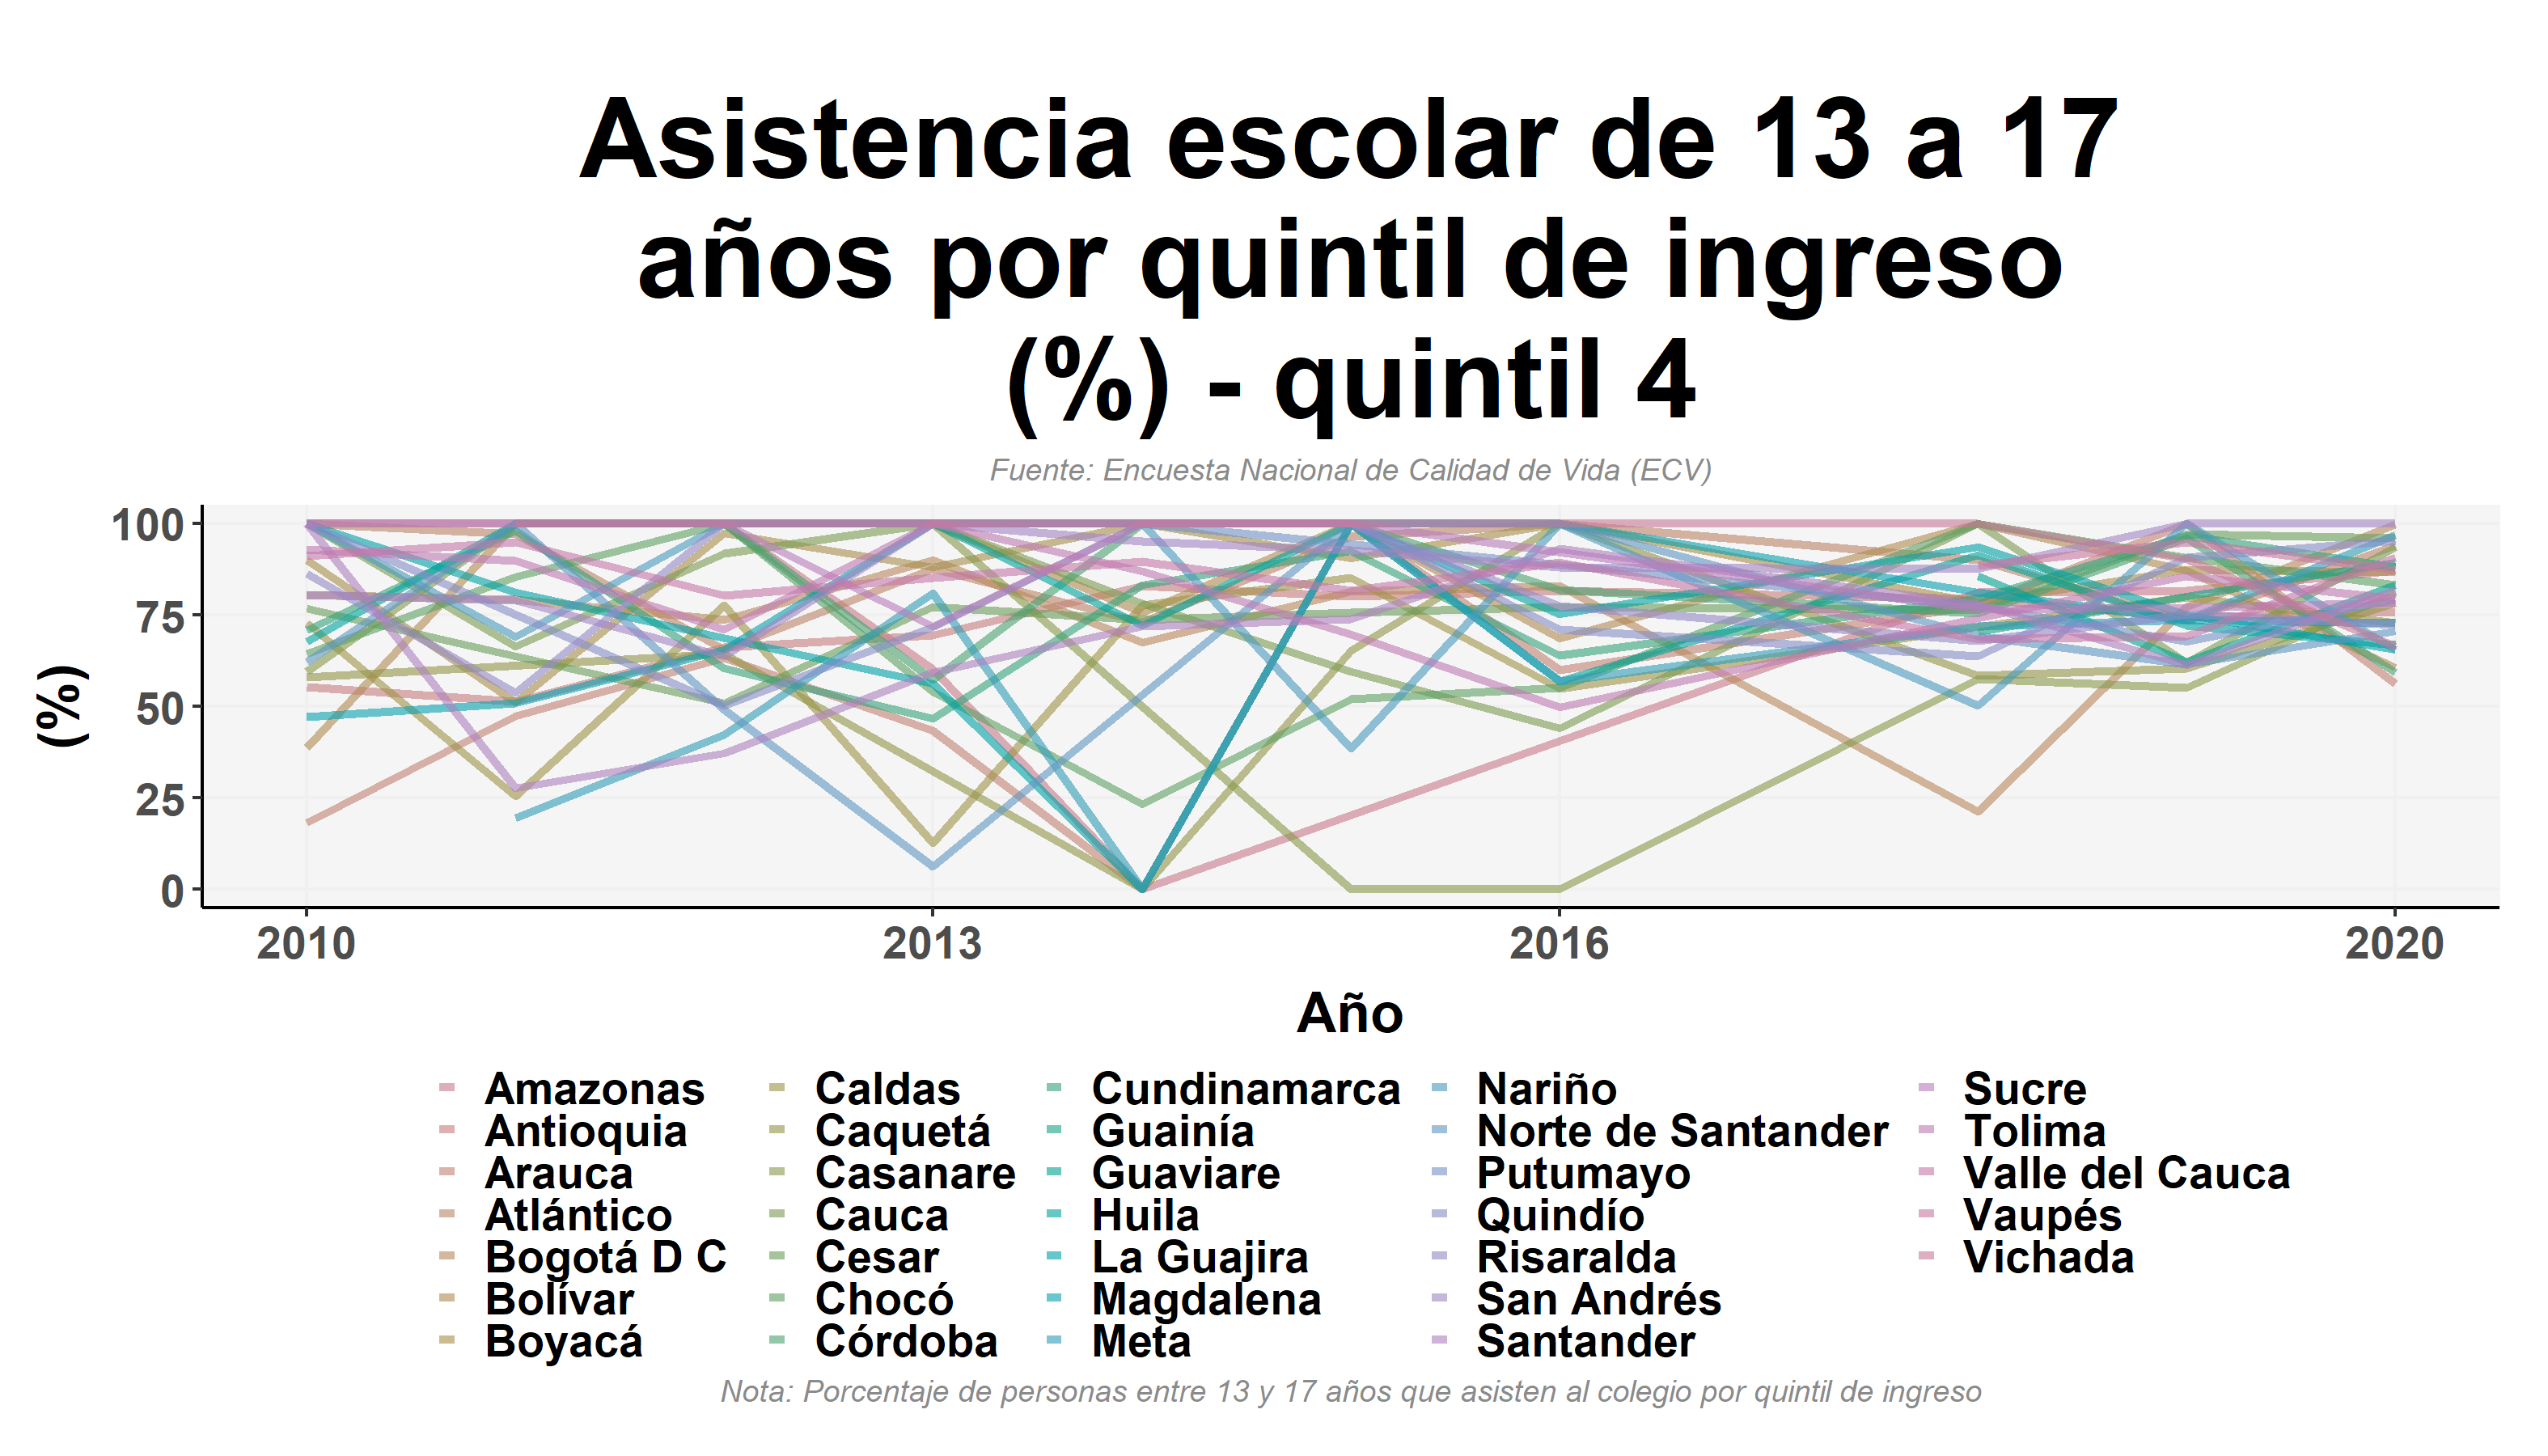 Asistencia escolar de 13 a 17
años por quintil de ingreso
(%) - quintil 4
Fuente: Encuesta Nacional de Calidad de Vida (ECV)
100
75
50
25
0
(%)
2010 2013 2016 2020
Año
Amazonas Caldas Cundinamarca Nariño Sucre
Antioquia Caquetá Guainía Norte de Santander Tolima
Arauca Casanare Guaviare Putumayo Valle del Cauca
Atlántico Cauca Huila Quindío Vaupés
Bogotá D C Cesar La Guajira Risaralda Vichada
Bolívar Chocó Magdalena San Andrés
Boyacá Córdoba Meta Santander
Nota: Porcentaje de personas entre 13 y 17 años que asisten al colegio por quintil de ingreso